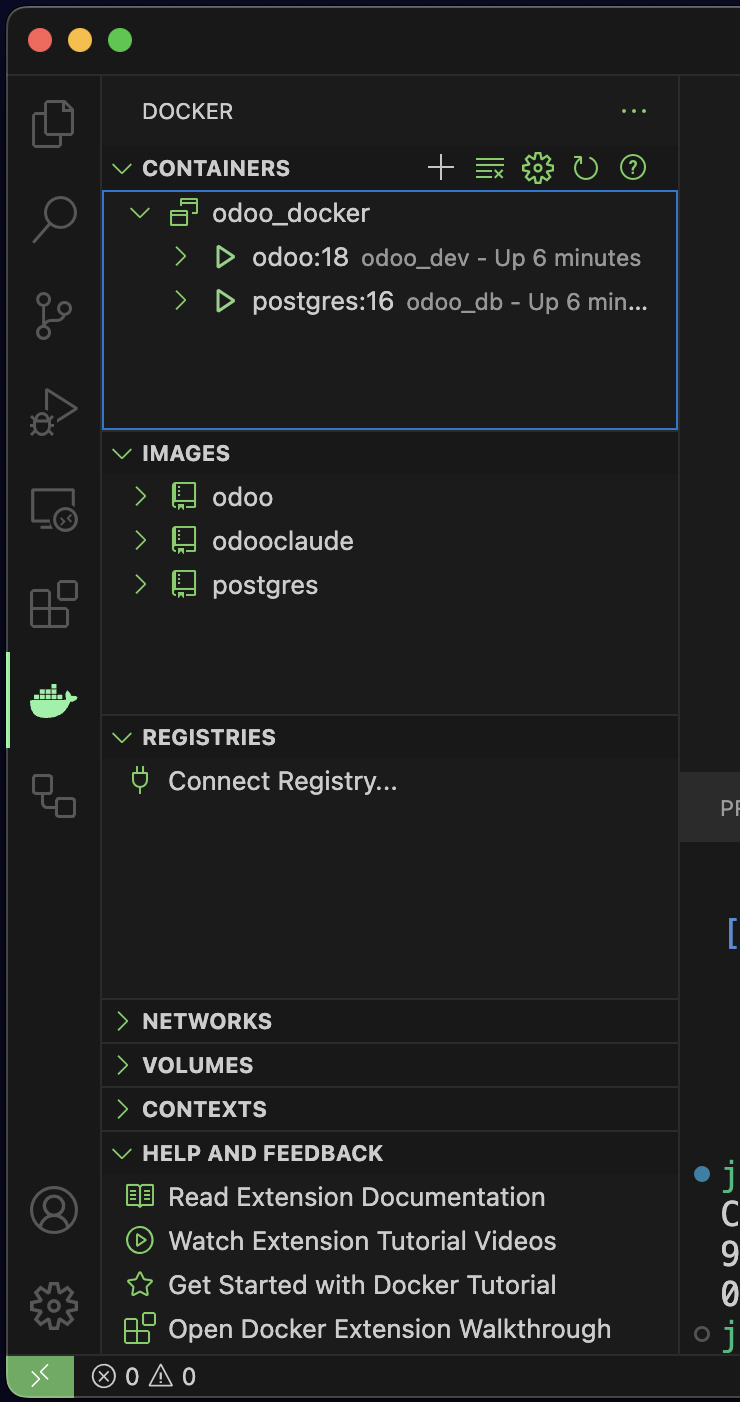 DOCKER
CONTAINERS
odoo_docker
odoo:18 odoo_dev - Up 6 minutes
postgres:16 odoo_db - Up 6 min...
IMAGES
odoo
odooclaude
postgres
REGISTRIES
Connect Registry...
PR
[
NETWORKS
VOLUMES
CONTEXTS
HELP AND FEEDBACK
j
Read Extension Documentation
C
Watch Extension Tutorial Videos
9
Get Started with Docker Tutorial
0
Open Docker Extension Walkthrough
j
0 0